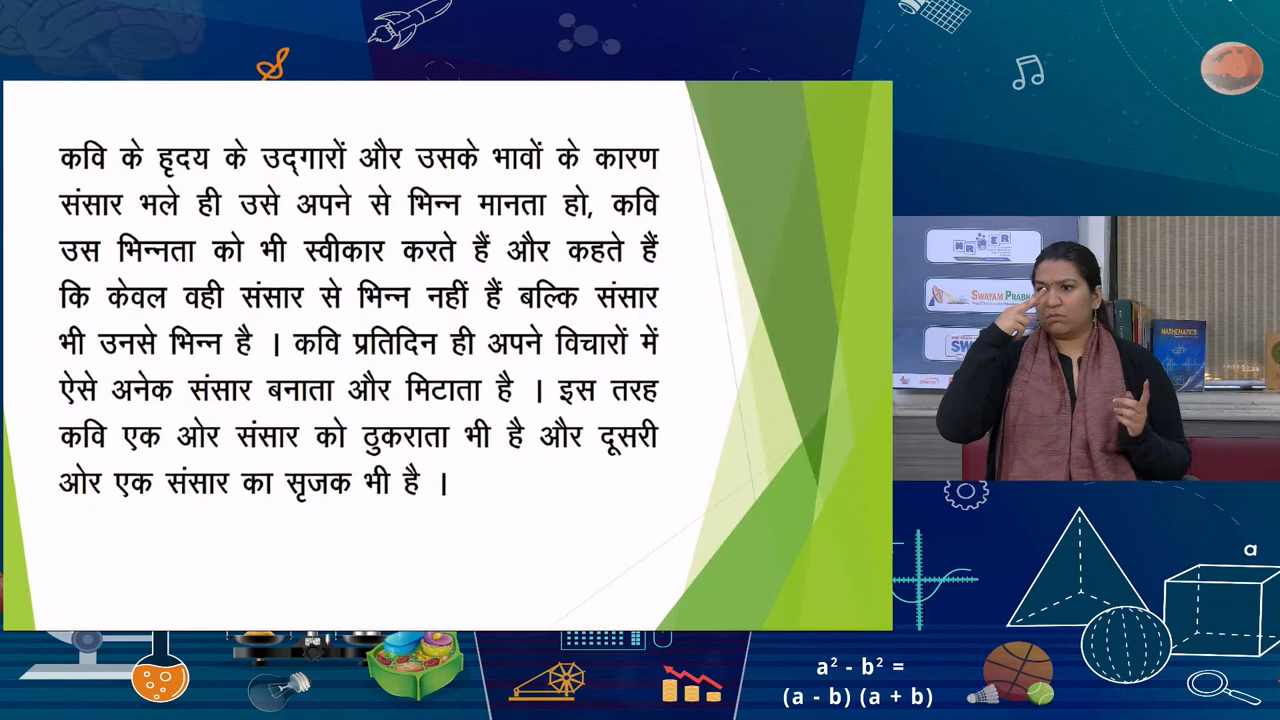 कवि के हृदय के उद्‌गारों और उसके भावों के कारण
संसार भले ही उसे अपने से भिन्न मानता हो, कवि
उस भिन्नता को भी स्वीकार करते हैं और कहते हैं
कि केवल वही संसार से भिन्न नहीं हैं बल्कि संसार
भी उनसे भिन्न है । कवि प्रतिदिन ही अपने विचारों में
ऐसे अनेक संसार बनाता और मिटाता है । इस तरह
कवि एक ओर संसार को ठुकराता भी है और दूसरी
ओर एक संसार का सृजक भी है ।
SWAYAM PRABHA
MATHEMATICS
a
a² - b² =
(a - b) (a + b)